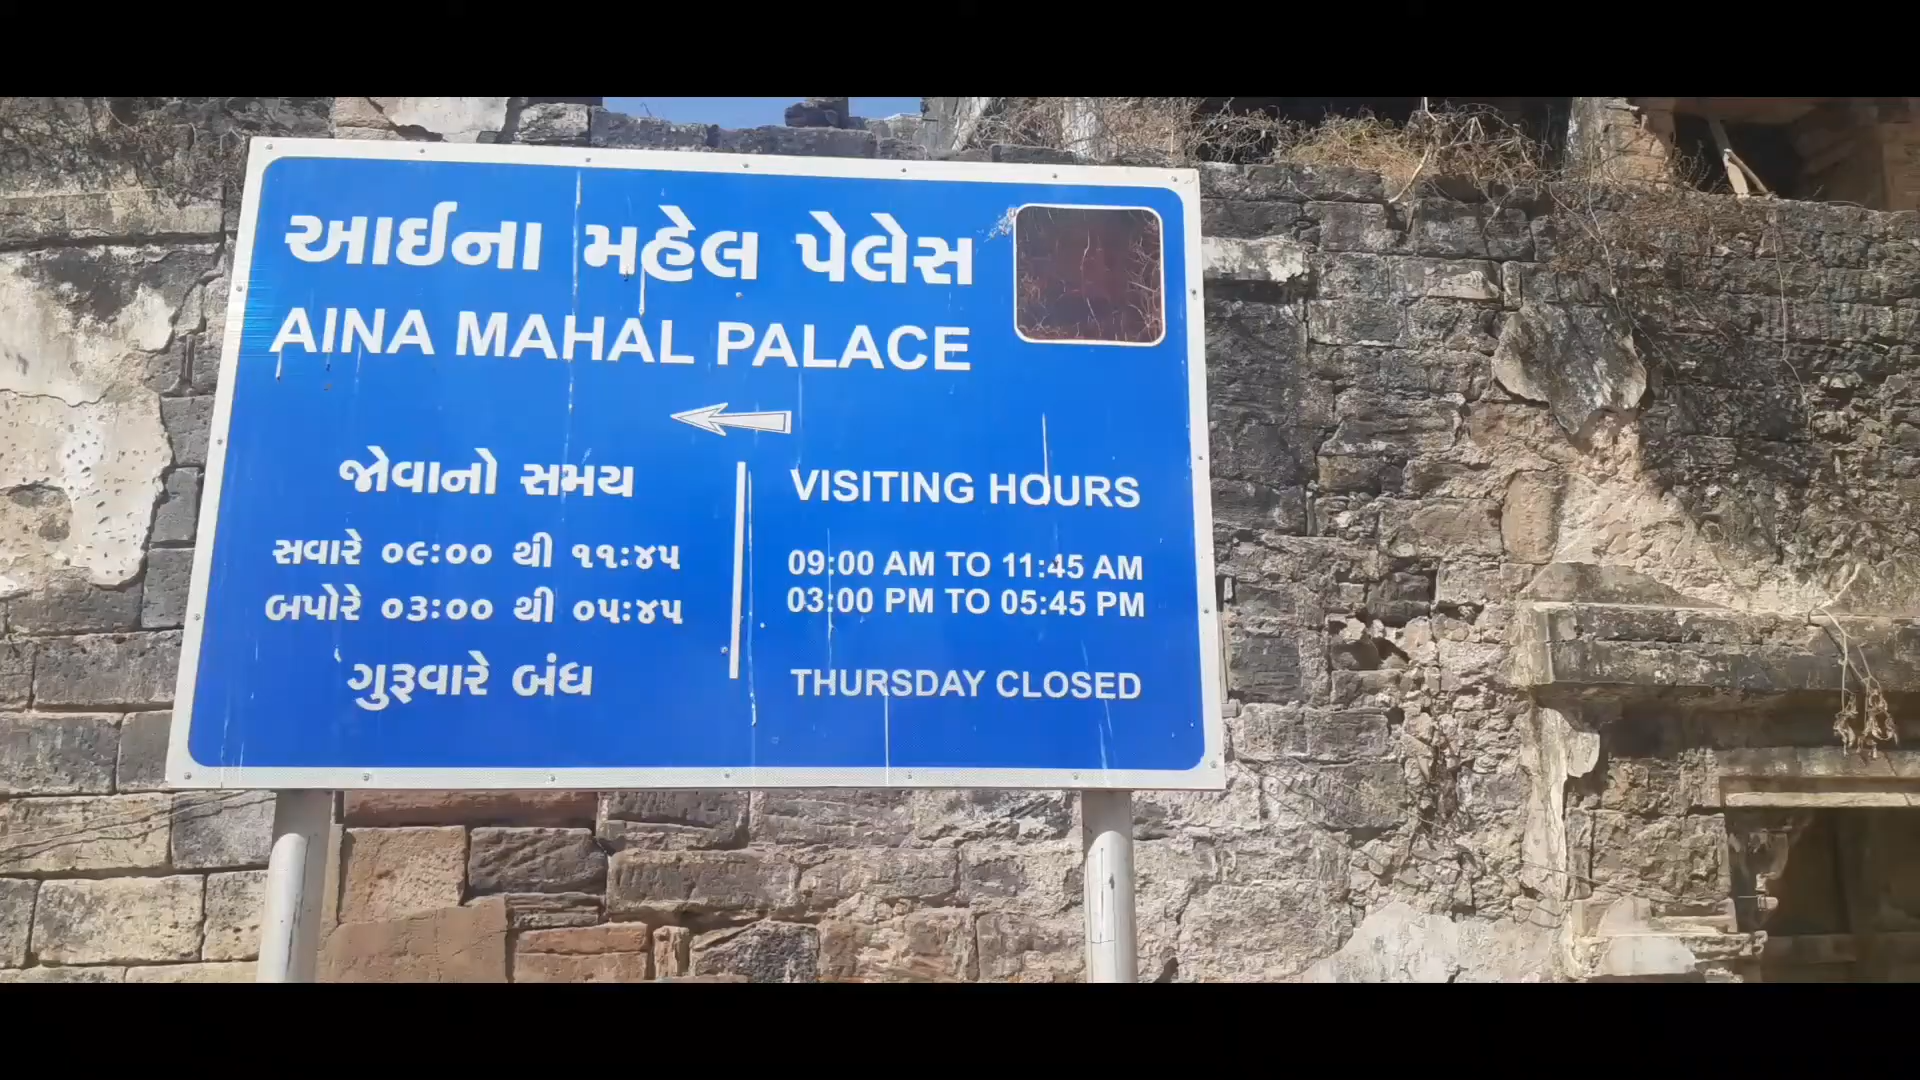 આઈના મહેલ પેલેસ
AINA MAHAL PALACE
જોવાનો સમય
સવારે ૦૯:૦૦ થી ૧૧:૪૫
બપોરે ૦૩:૦૦ થી ૦૫:૪૫
ગુરૂવારે બંધ
VISITING HOURS
09:00 AM TO 11:45 AM
03:00 PM TO 05:45 PM
THURSDAY CLOSED